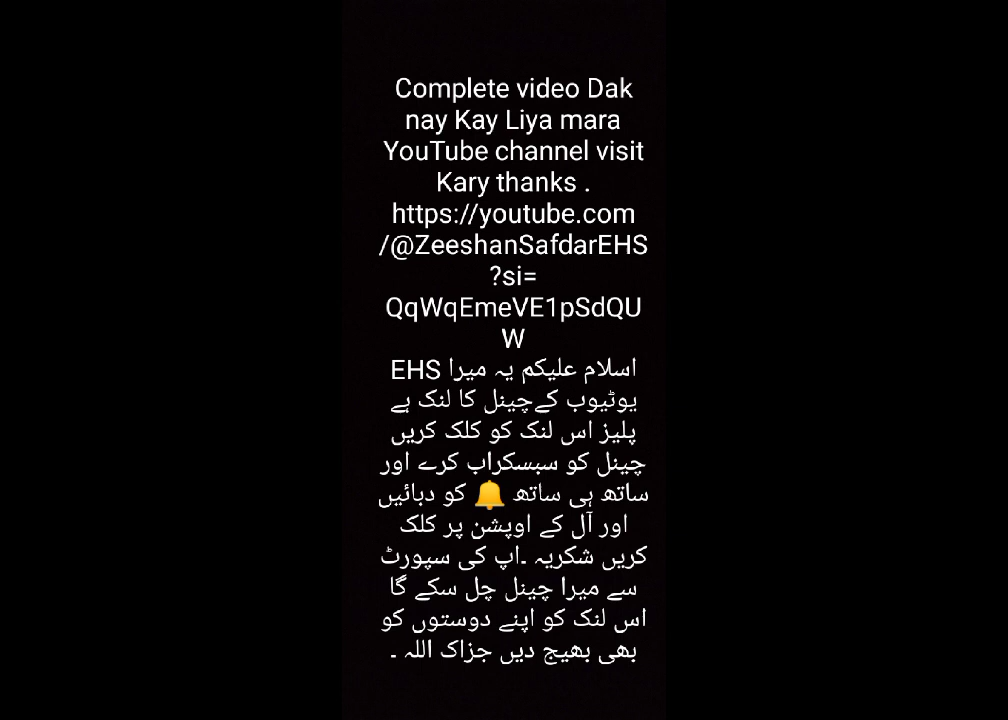 Complete video Dak
nay Kay Liya mara
YouTube channel visit
Kary thanks .
https://youtube.com
/@ZeeshanSafdarEHS
?si=
QqWqEmeVE1pSdQU
W
اسلام علیکم یہ میرا EHS
یوٹیوب کےچینل کا لنک ہے
پلیز اس لنک کو کلک کریں
چینل کو سبسکراب کرے اور
ساتھ ہی ساتھ 🔔 کو دبائیں
اور آل کے اوپشن پر کلک
کریں شکریہ ۔اپ کی سپورٹ
سے میرا چینل چل سکے گا
اس لنک کو اپنے دوستوں کو
بھی بھیج دیں جزاک اللہ ۔